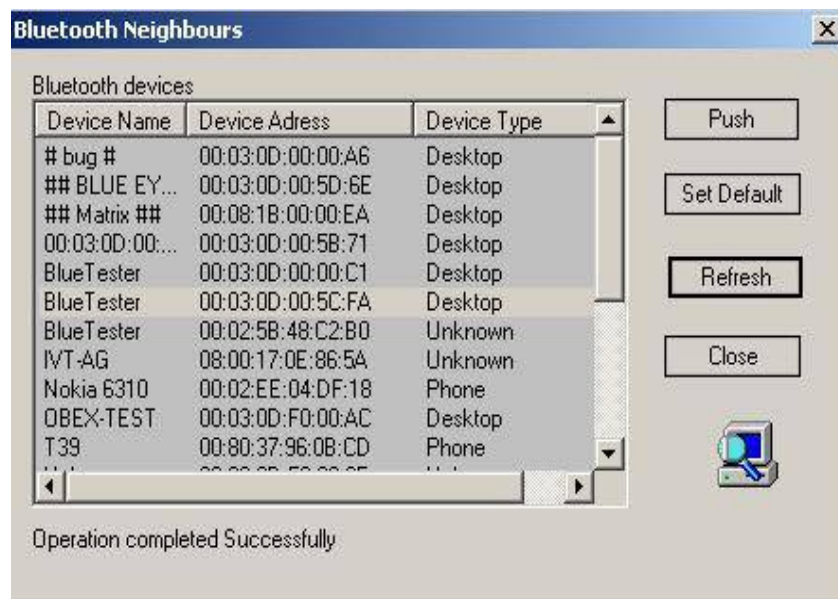 Bluetooth Neighbours
Bluetooth devices
Device Name Device Adress Device Type
# bug # 00:03:0D:00:00:A6 Desktop
## BLUE EY... 00:03:0D:00:5D:6E Desktop
## Matrix ## 00:08:1B:00:00:EA Desktop
00:03:0D:00:... 00:03:0D:00:5B:71 Desktop
BlueTester 00:03:0D:00:00:C1 Desktop
BlueTester 00:03:0D:00:5C:FA Desktop
BlueTester 00:02:5B:48:C2:B0 Unknown
IVT-AG 08:00:17:0E:86:5A Unknown
Nokia 6310 00:02:EE:04:DF:18 Phone
OBEX-TEST 00:03:0D:F0:00:AC Desktop
T39 00:80:37:96:0B:CD Phone
Push
Set Default
Refresh
Close
Operation completed Successfully